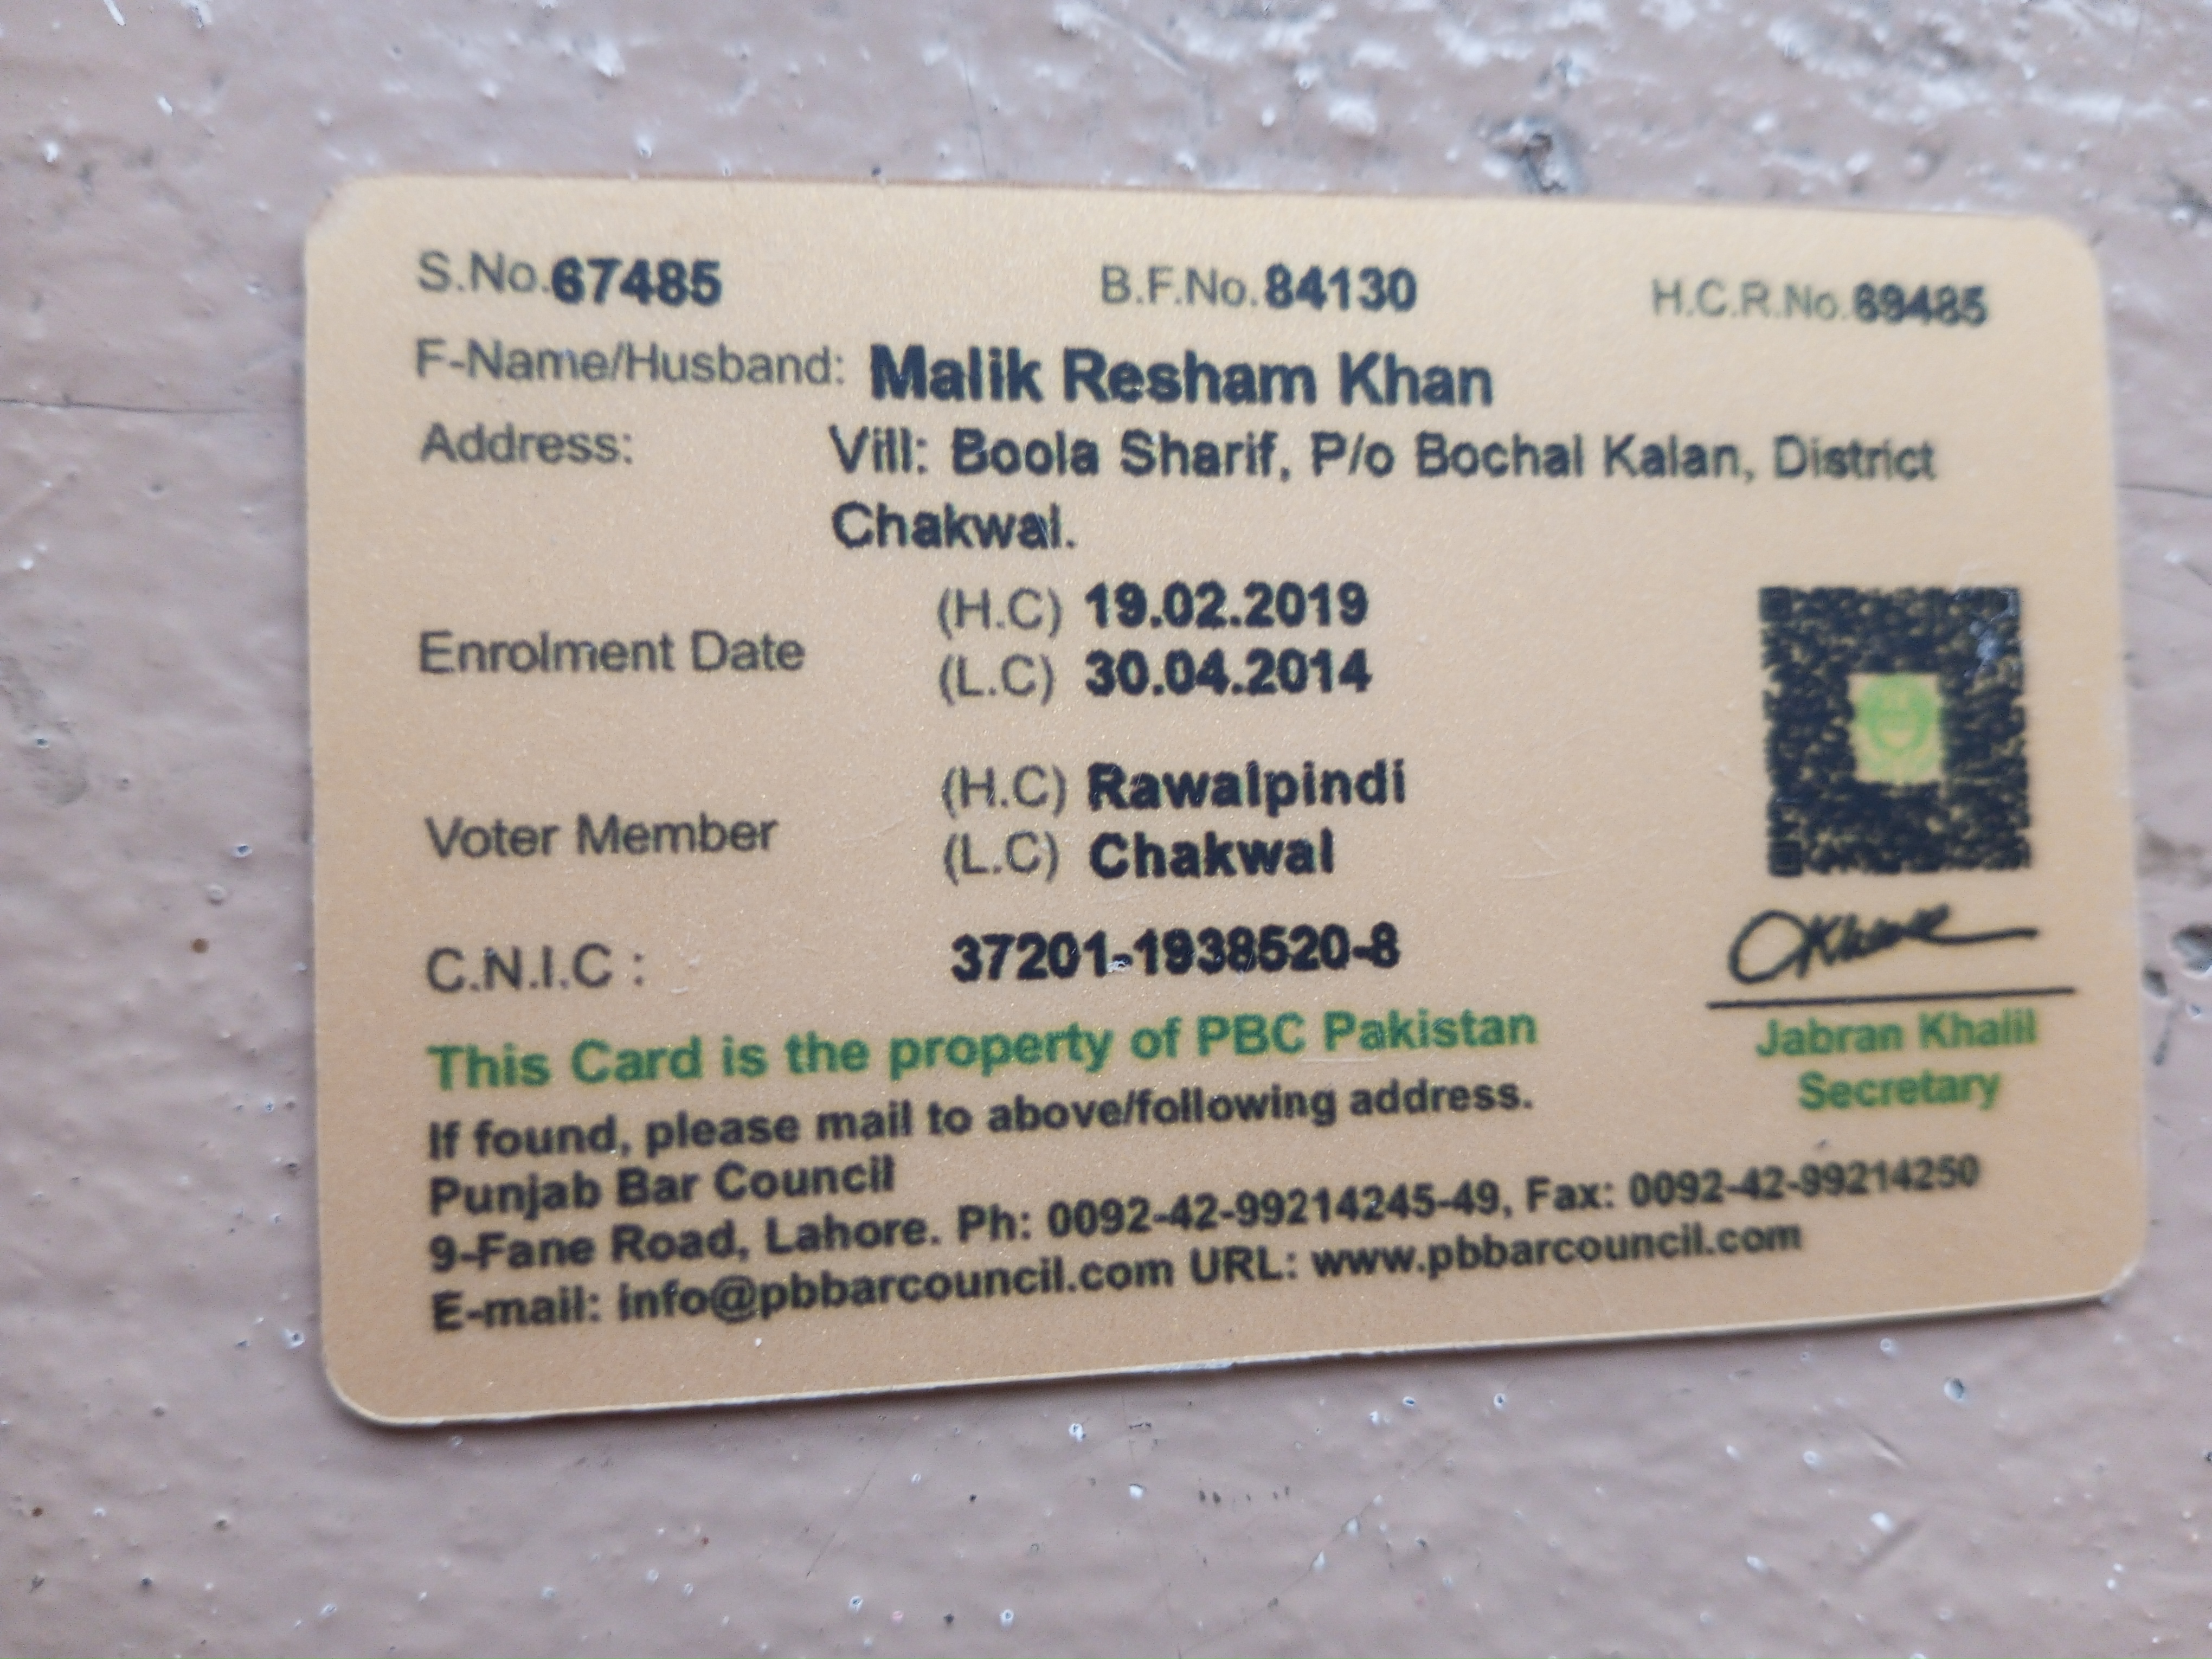 S.No.67485 B.F.No.84130 H.C.R.No.69485
F-Name/Husband: Malik Resham Khan
Address: Vill: Boola Sharif, P/o Bochal Kalan, District
Chakwal.
Enrolment Date (H.C) 19.02.2019
(L.C) 30.04.2014
Voter Member (H.C) Rawalpindi
(L.C) Chakwal
C.N.I.C : 37201-1938520-8
This Card is the property of PBC Pakistan
Jabran Khalil
Secretary
If found, please mail to above/following address.
Punjab Bar Council
9-Fane Road, Lahore. Ph: 0092-42-99214245-49, Fax: 0092-42-99214250
E-mail: info@pbbarcouncil.com URL: www.pbbarcouncil.com